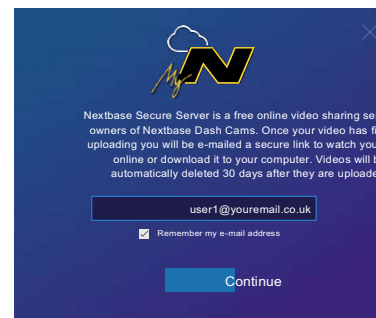 My N
Nextbase Secure Server is a free online video sharing se
owners of Nextbase Dash Cams. Once your video has fi
uploading you will be e-mailed a secure link to watch you
online or download it to your computer. Videos will b
automatically deleted 30 days after they are uploade
user1@youremail.co.uk
Remember my e-mail address
Continue